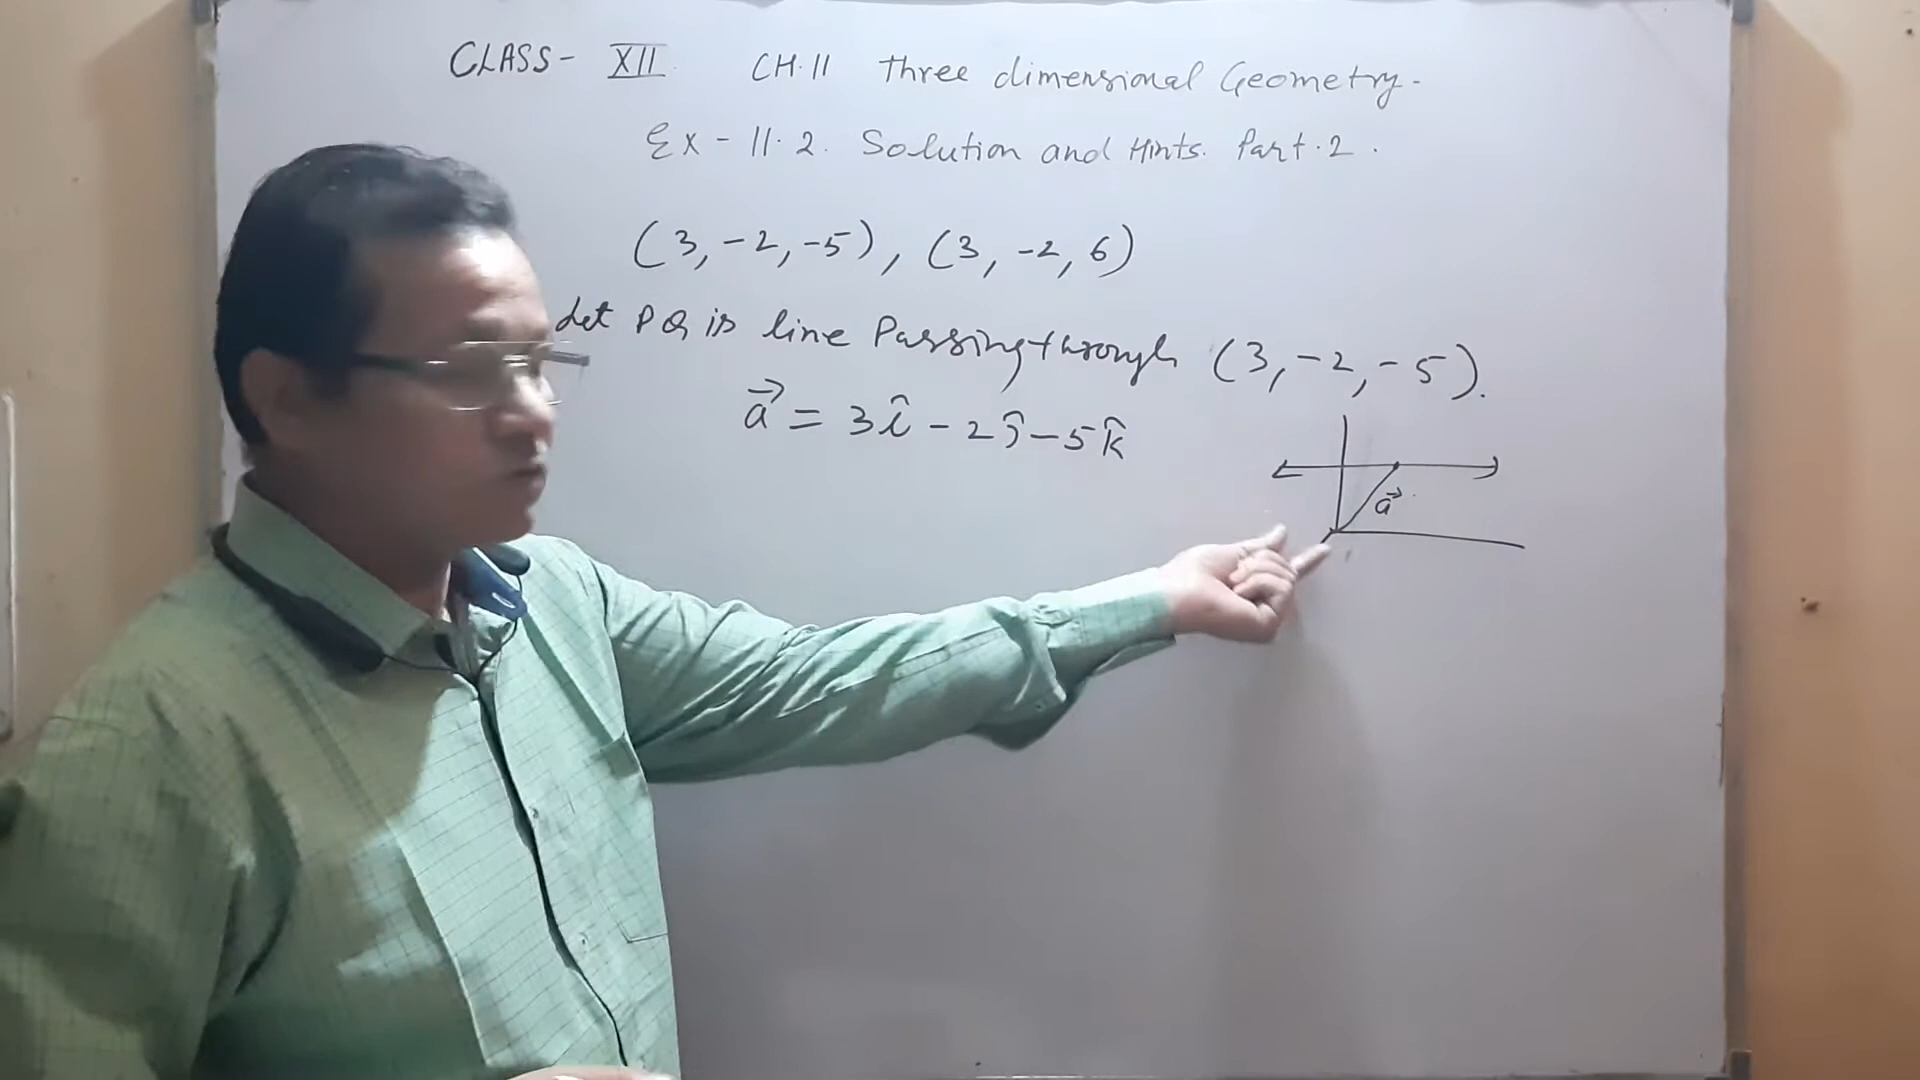 CLASS- XII CH.11 Three dimensional Geometry-
Ex - 11.2. Solution and Hints. Part.2.
(3, -2, -5), (3, -2, 6)
Let PQ is line Passing through (3, -2, -5).
a⃗ = 3î - 2ĵ - 5k̂
a⃗